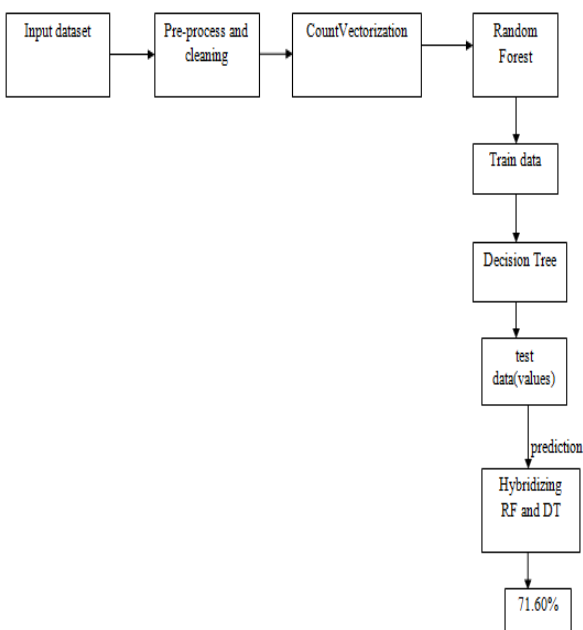 Input dataset
Pre-process and
cleaning
CountVectorization
Random
Forest
Train data
Decision Tree
test
data(values)
prediction
Hybridizing
RF and DT
71.60%